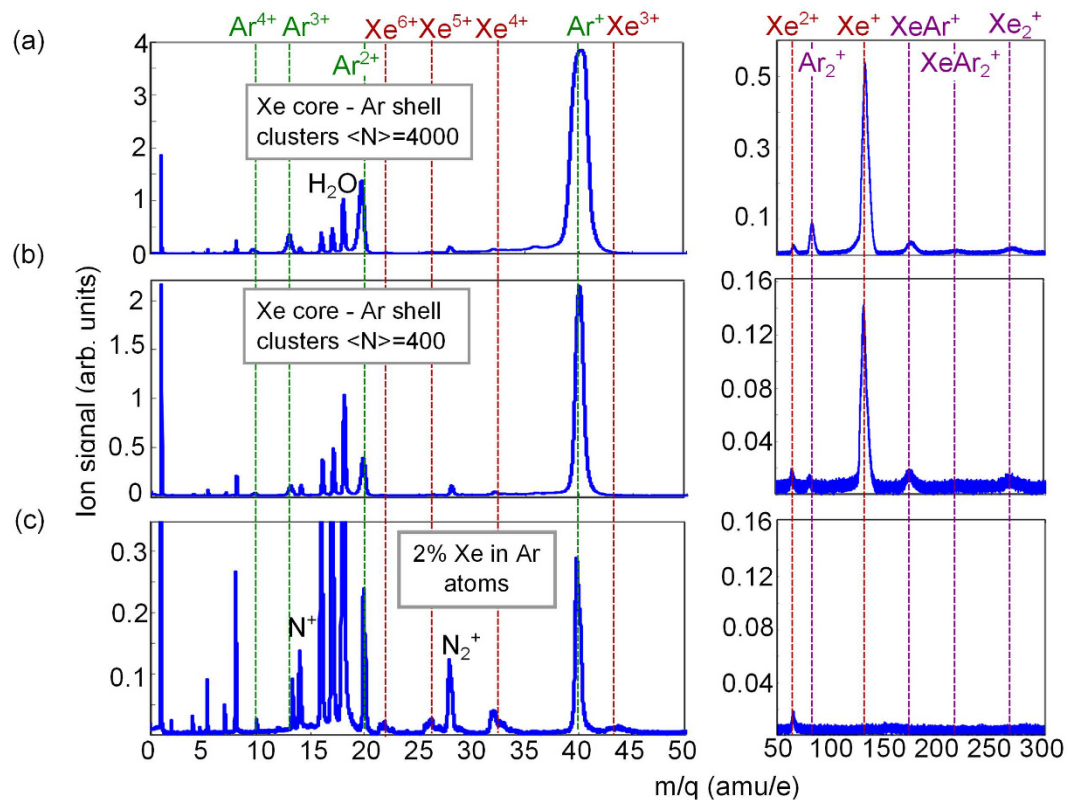 (a)
Ar⁴⁺ Ar³⁺ Xe⁶⁺ Xe⁵⁺ Xe⁴⁺ Ar⁺ Xe³⁺ Xe²⁺ Xe⁺ XeAr⁺ Xe₂⁺
Ar²⁺ Ar₂⁺ XeAr₂⁺
4
3
2
1
0
Xe core - Ar shell
clusters <N>=4000
H₂O
0.5
0.3
0.1
(b)
2
1.5
1
0.5
0
Xe core - Ar shell
clusters <N>=400
0.16
0.12
0.08
0.04
Ion signal (arb. units)
(c)
0.3
0.2
0.1
2% Xe in Ar
atoms
N⁺
N₂⁺
0.16
0.12
0.08
0.04
0 5 10 15 20 25 30 35 40 45 50
50 100 150 200 250 300
m/q (amu/e)